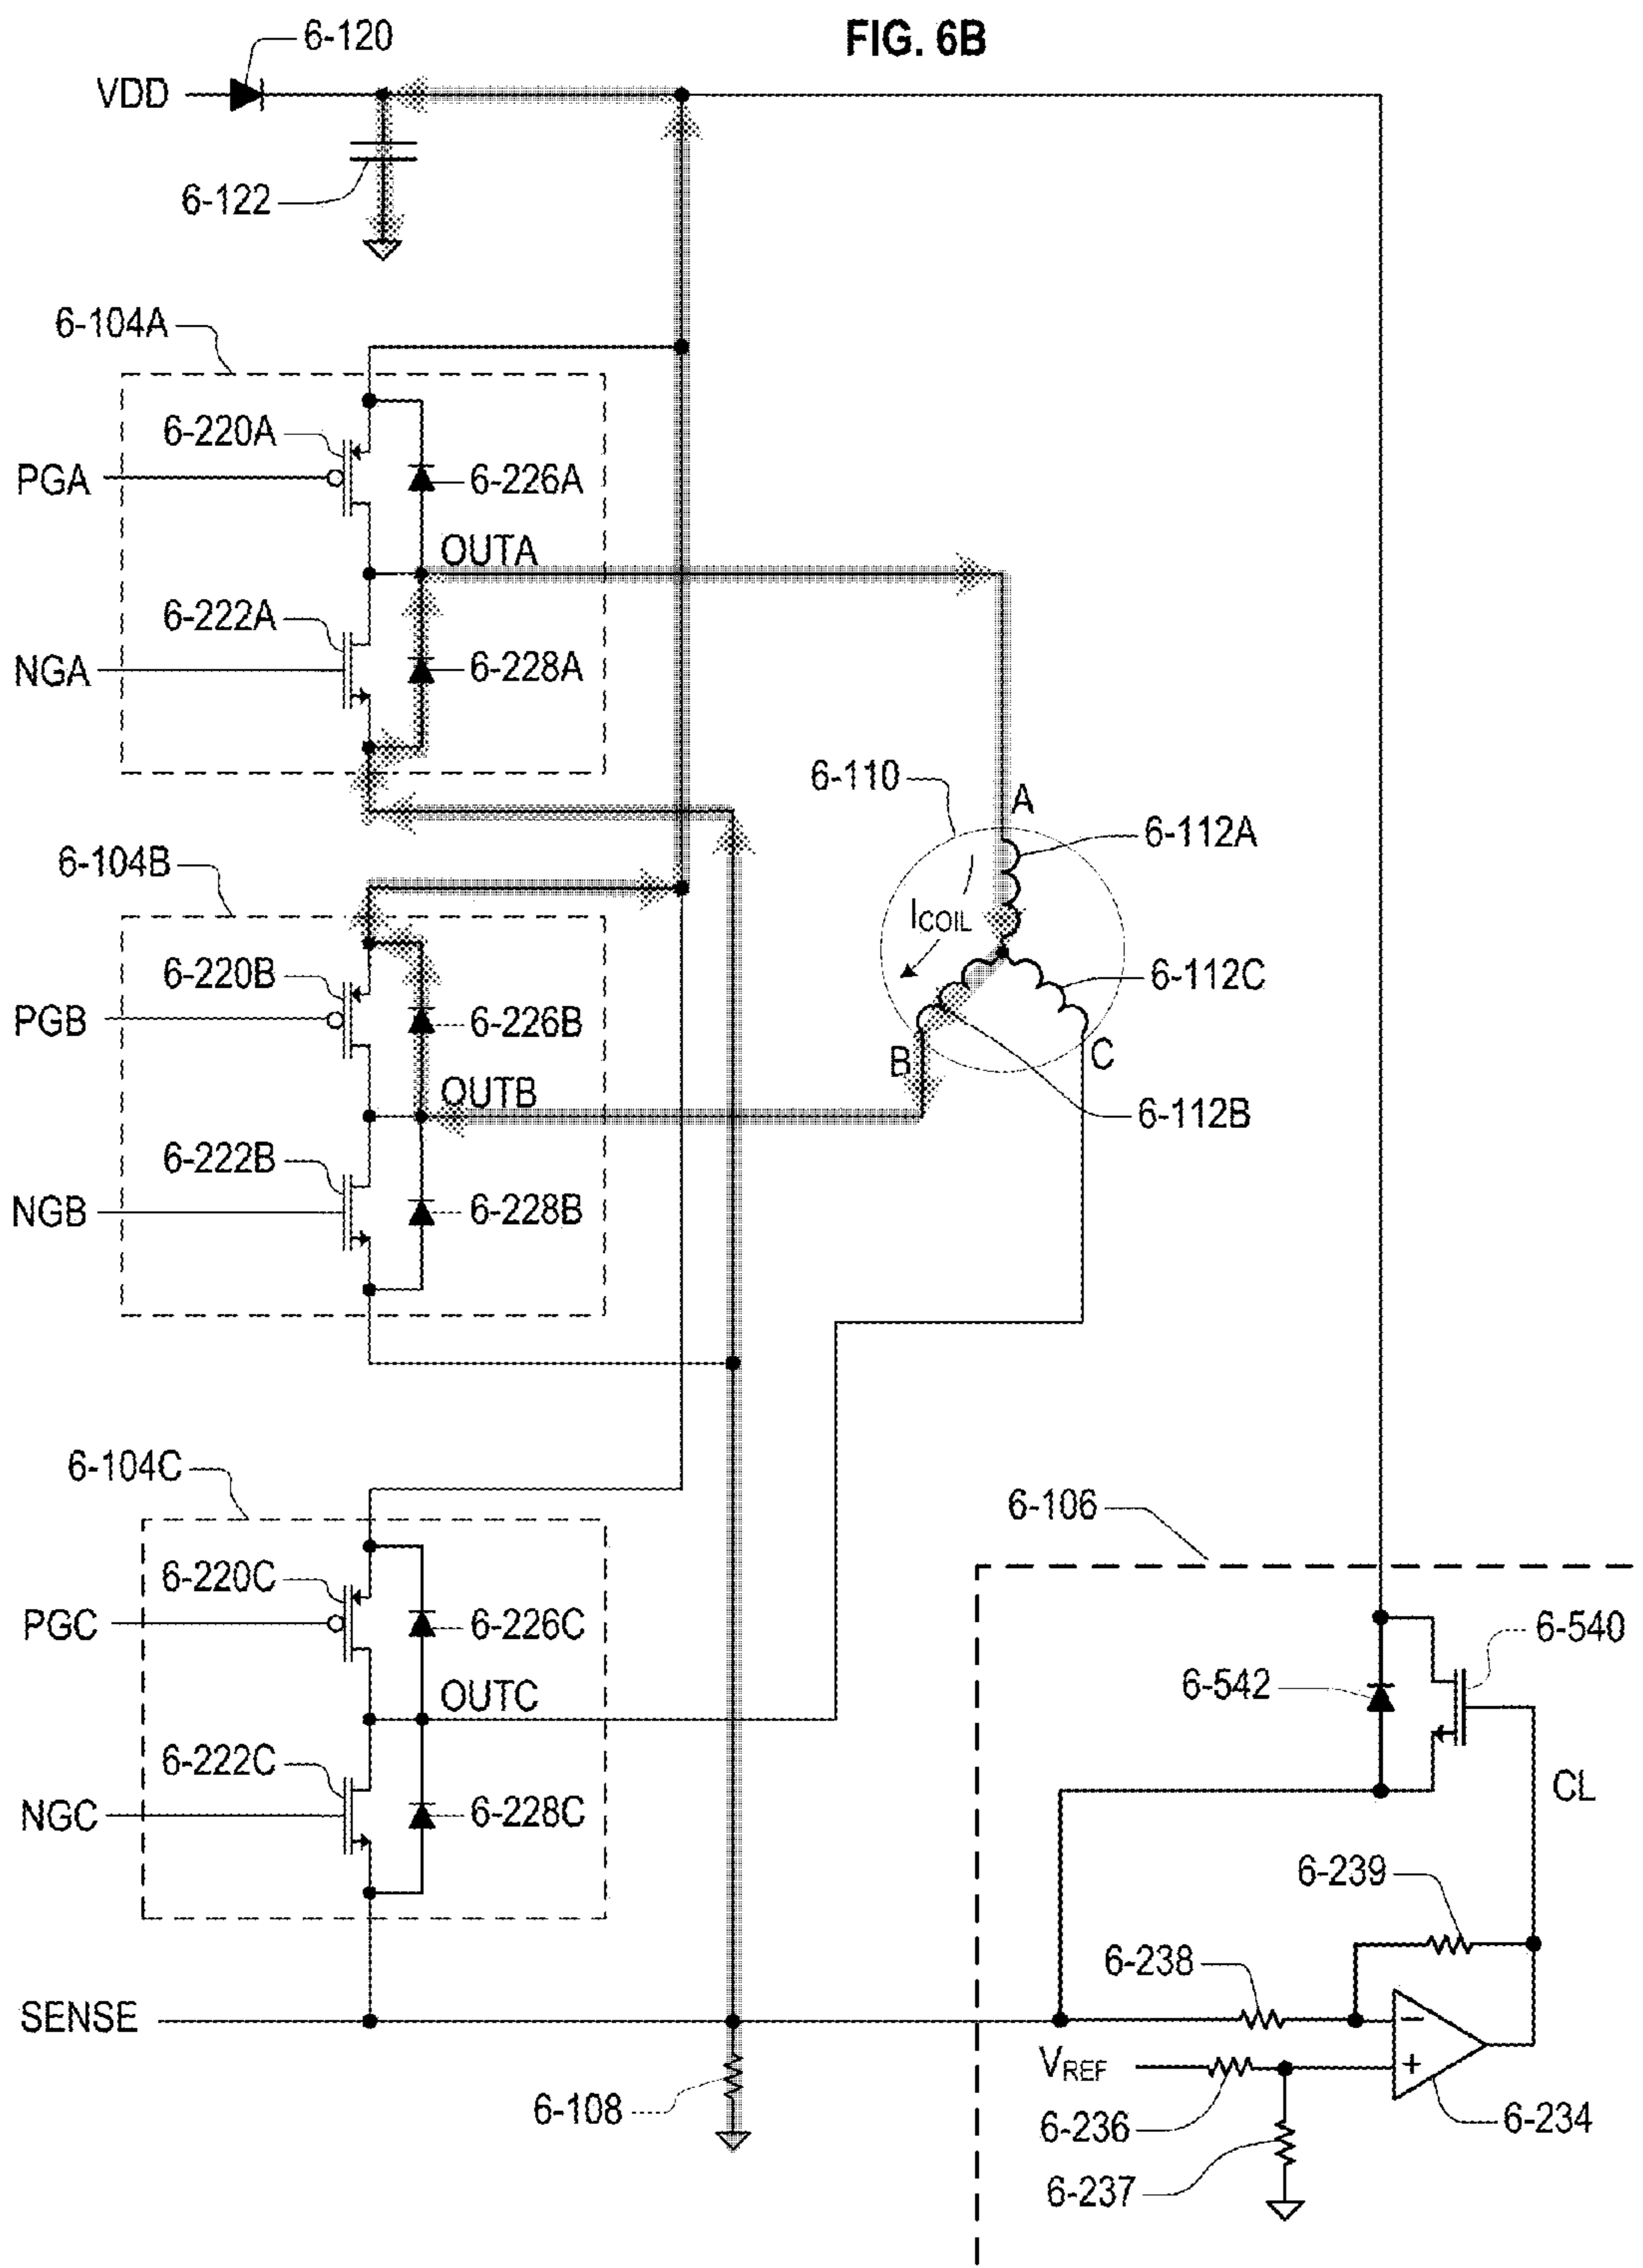 FIG. 6B
6-120
VDD
6-122
6-104A
6-220A
PGA
6-226A
OUTA
6-222A
NGA
6-228A
6-110
A
6-112A
6-104B
ICOIL
6-220B
6-112C
PGB
6-226B
B
C
OUTB
6-112B
6-222B
NGB
6-228B
6-104C
6-106
6-220C
PGC
6-226C
6-540
6-542
OUTC
6-222C
CL
NGC
6-228C
6-239
6-238
SENSE
−
VREF
+
6-108
6-236
6-234
6-237